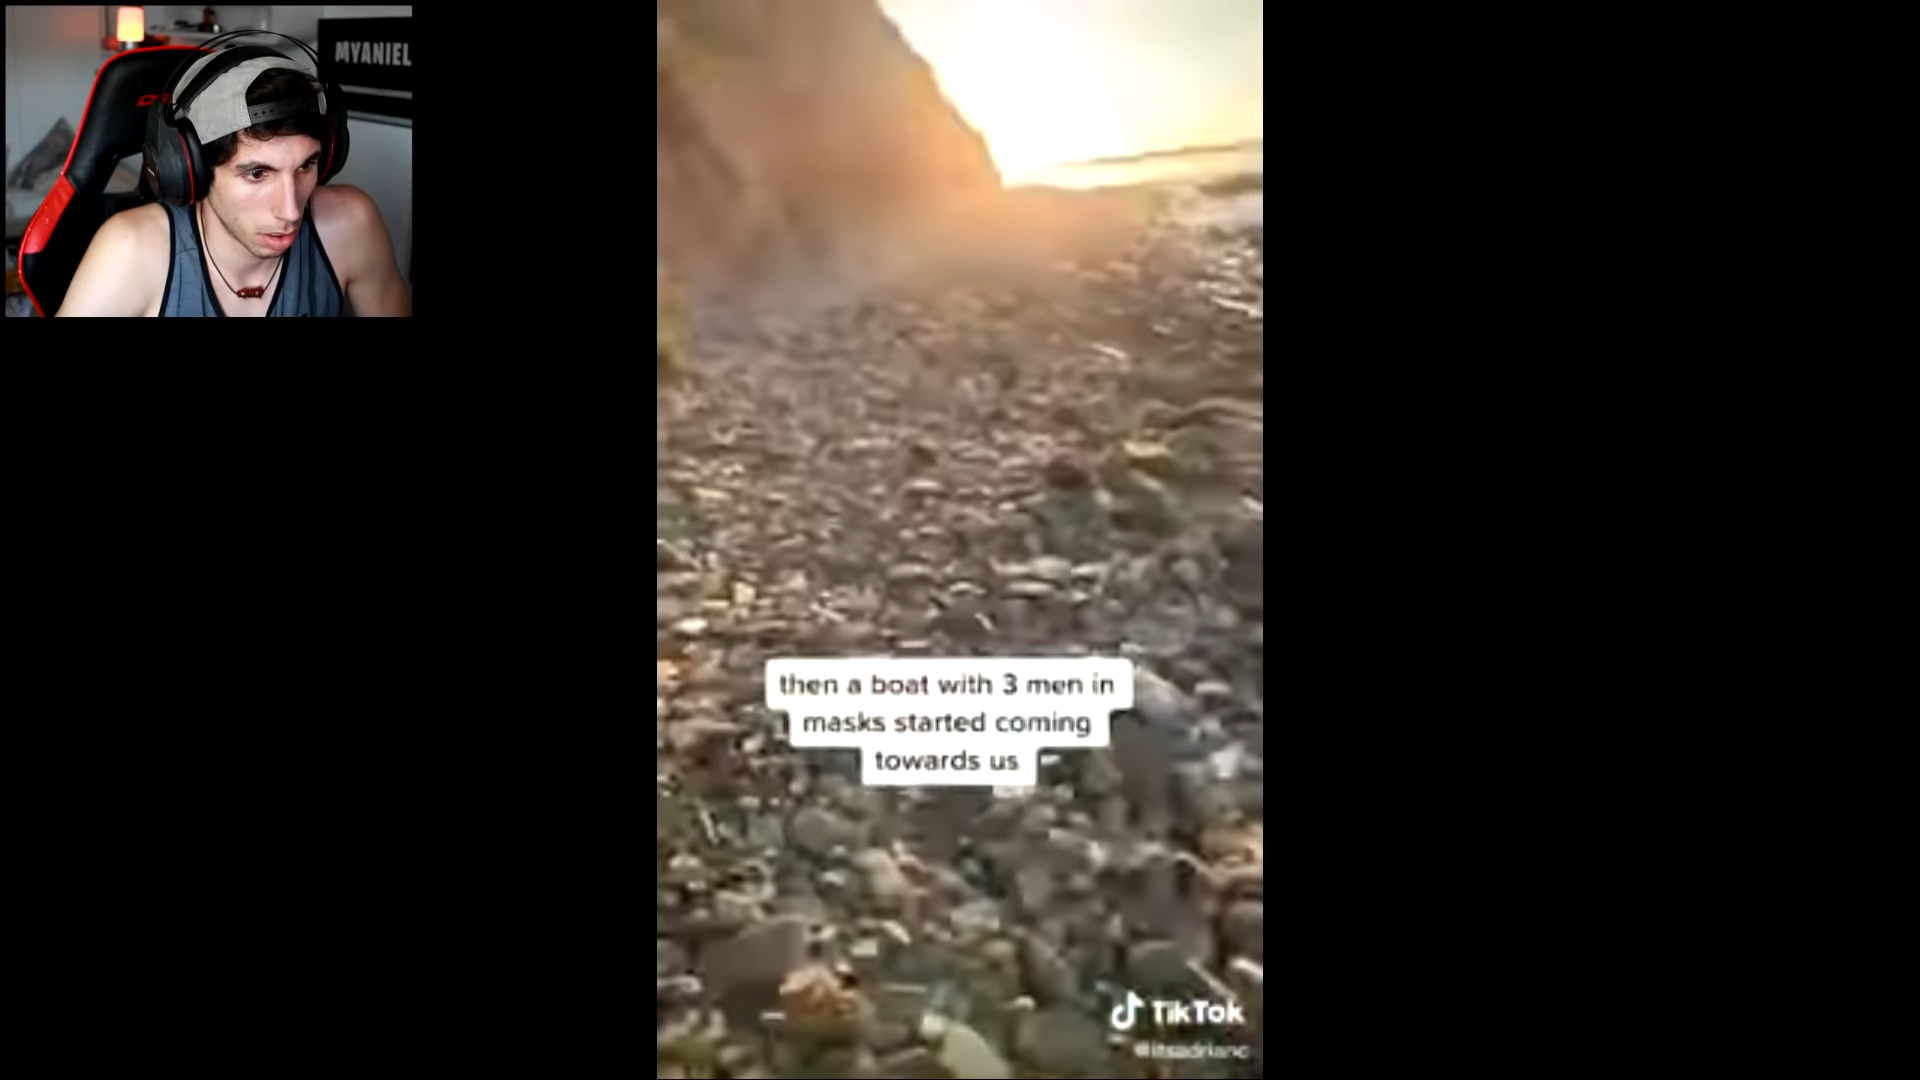 MYANIEL
then a boat with 3 men in
masks started coming
towards us
TikTok